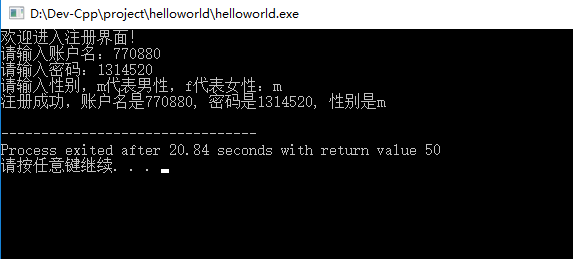 D:\Dev-Cpp\project\helloworld\helloworld.exe
欢迎进入注册界面!
请输入账户名：770880
请输入密码：1314520
请输入性别，m代表男性，f代表女性：m
注册成功，账户名是770880, 密码是1314520, 性别是m
--------------------------------
Process exited after 20.84 seconds with return value 50
请按任意键继续. . .